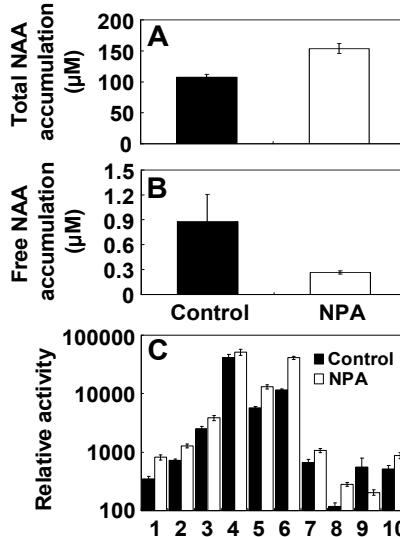 A
Total NAA
accumulation
(µM)
200
150
100
50
0
B
Free NAA
accumulation
(µM)
1.5
1.2
0.9
0.6
0.3
0
Control NPA
C
Relative activity
100000
10000
1000
100
Control
NPA
1 2 3 4 5 6 7 8 9 10